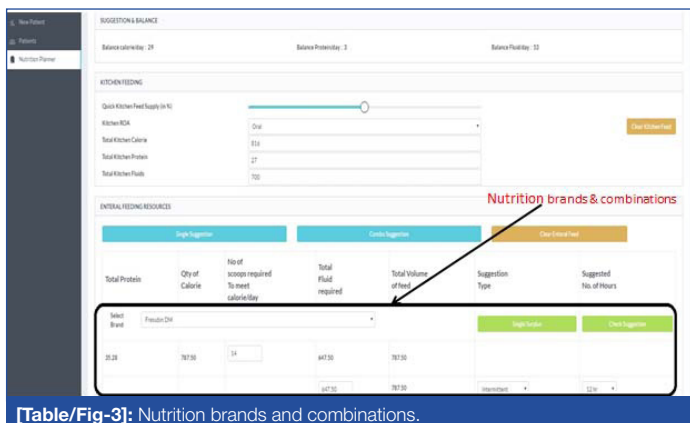 New Patient
Patients
Nutrition Planner
SUGGESTION & BALANCE
Balance calorie/day : 29 Balance Protein/day : 3 Balance Fluid/day : 53
KITCHEN FEEDING
Quick Kitchen Feed Supply (in %)
Kitchen ROA Oral Clear Kitchen Feed
Total Kitchen Calorie 816
Total Kitchen Protein 27
Total Kitchen Fluids 700
Nutrition brands & combinations
ENTERAL FEEDING RESOURCES
Single Suggestion Combo Suggestion Clear Enteral Feed
Total Protein Qty of Calorie No of scoops required To meet calorie/day Total Fluid required Total Volume of feed Suggestion Type Suggested No. of Hours
Select Brand Fresubin DM Single Surplus Check Suggestion
35.28 787.50 14 647.50 787.50
647.50 787.50 Intermittent 12 hr
[Table/Fig-3]: Nutrition brands and combinations.